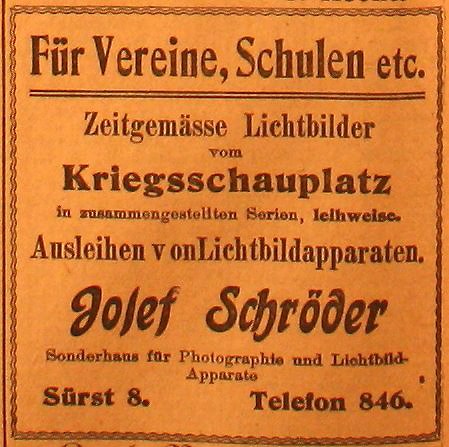 Für Vereine, Schulen etc.
Zeitgemässe Lichtbilder
vom
Kriegsschauplatz
in zusammengestellten Serien, leihweise.
Ausleihen v onLichtbildapparaten.
Josef Schröder
Sonderhaus für Photographie und Lichtbild-
Apparate
Sürst 8. Telefon 846.